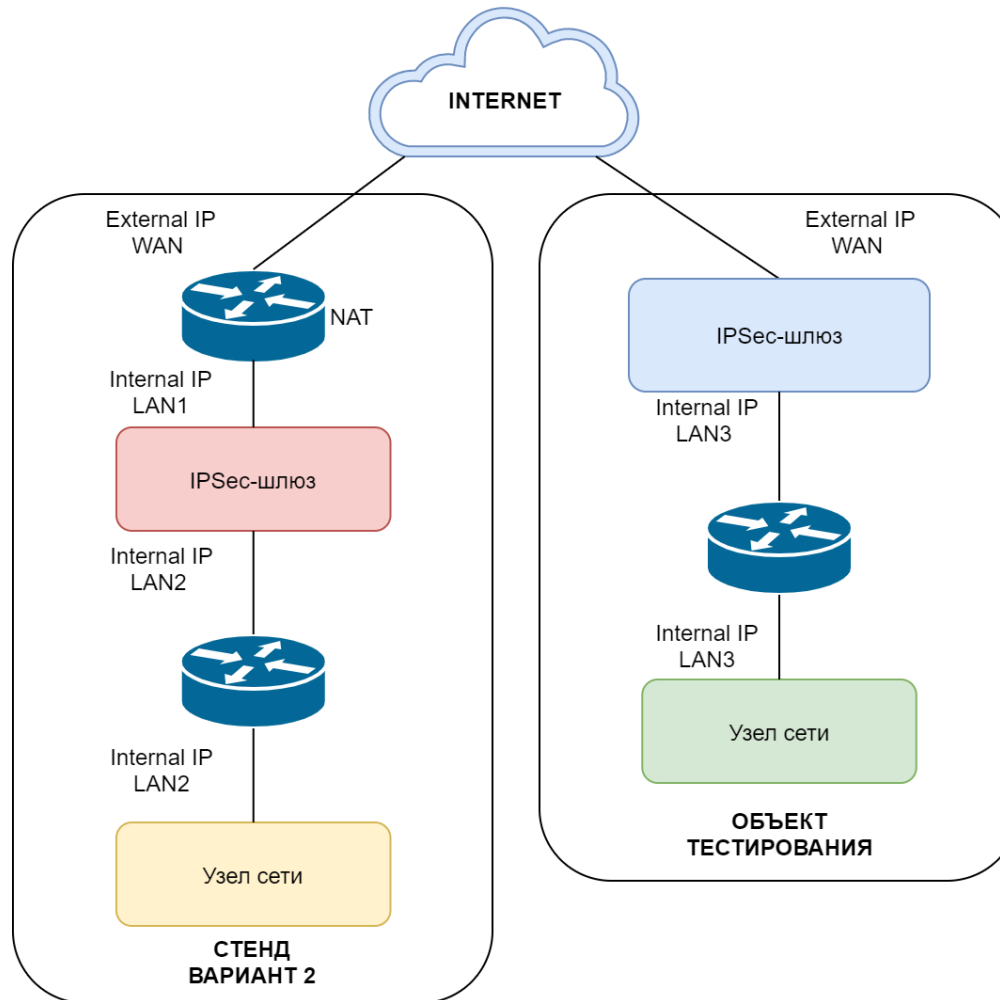 INTERNET
External IP
WAN
NAT
Internal IP
LAN1
IPSec-шлюз
Internal IP
LAN2
Internal IP
LAN2
Узел сети
СТЕНД
ВАРИАНТ 2
External IP
WAN
IPSec-шлюз
Internal IP
LAN3
Internal IP
LAN3
Узел сети
ОБЪЕКТ
ТЕСТИРОВАНИЯ